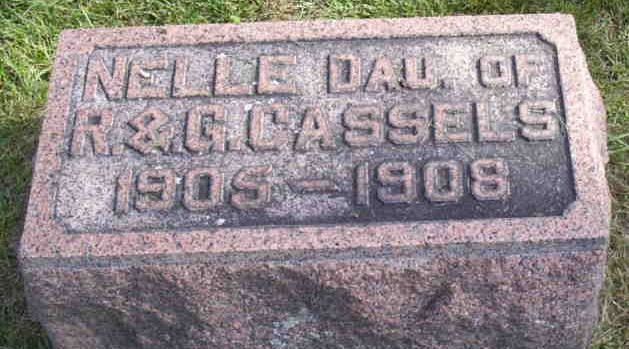 NELLE DAU. OF
R. & G. CASSELS
1905 - 1908